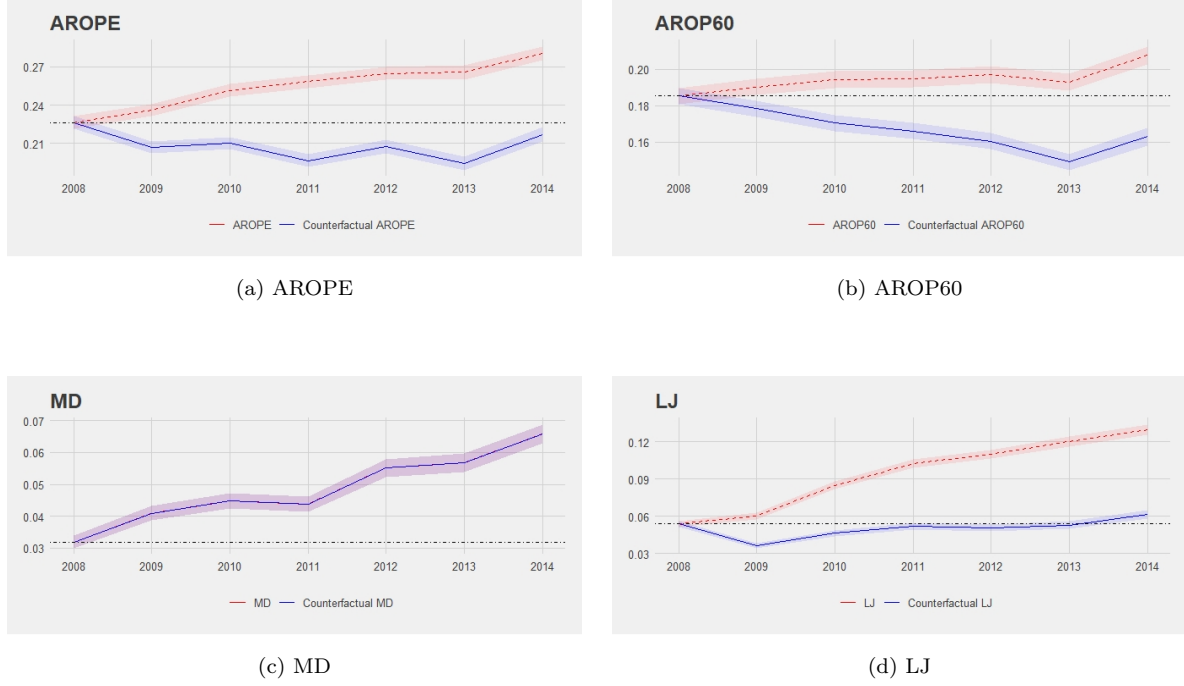 AROPE
0.27
0.24
0.21
2008 2009 2010 2011 2012 2013 2014
AROPE Counterfactual AROPE
(a) AROPE
AROP60
0.20
0.18
0.16
2008 2009 2010 2011 2012 2013 2014
AROP60 Counterfactual AROP60
(b) AROP60
MD
0.07
0.06
0.05
0.04
0.03
2008 2009 2010 2011 2012 2013 2014
MD Counterfactual MD
(c) MD
LJ
0.12
0.09
0.06
0.03
2008 2009 2010 2011 2012 2013 2014
LJ Counterfactual LJ
(d) LJ